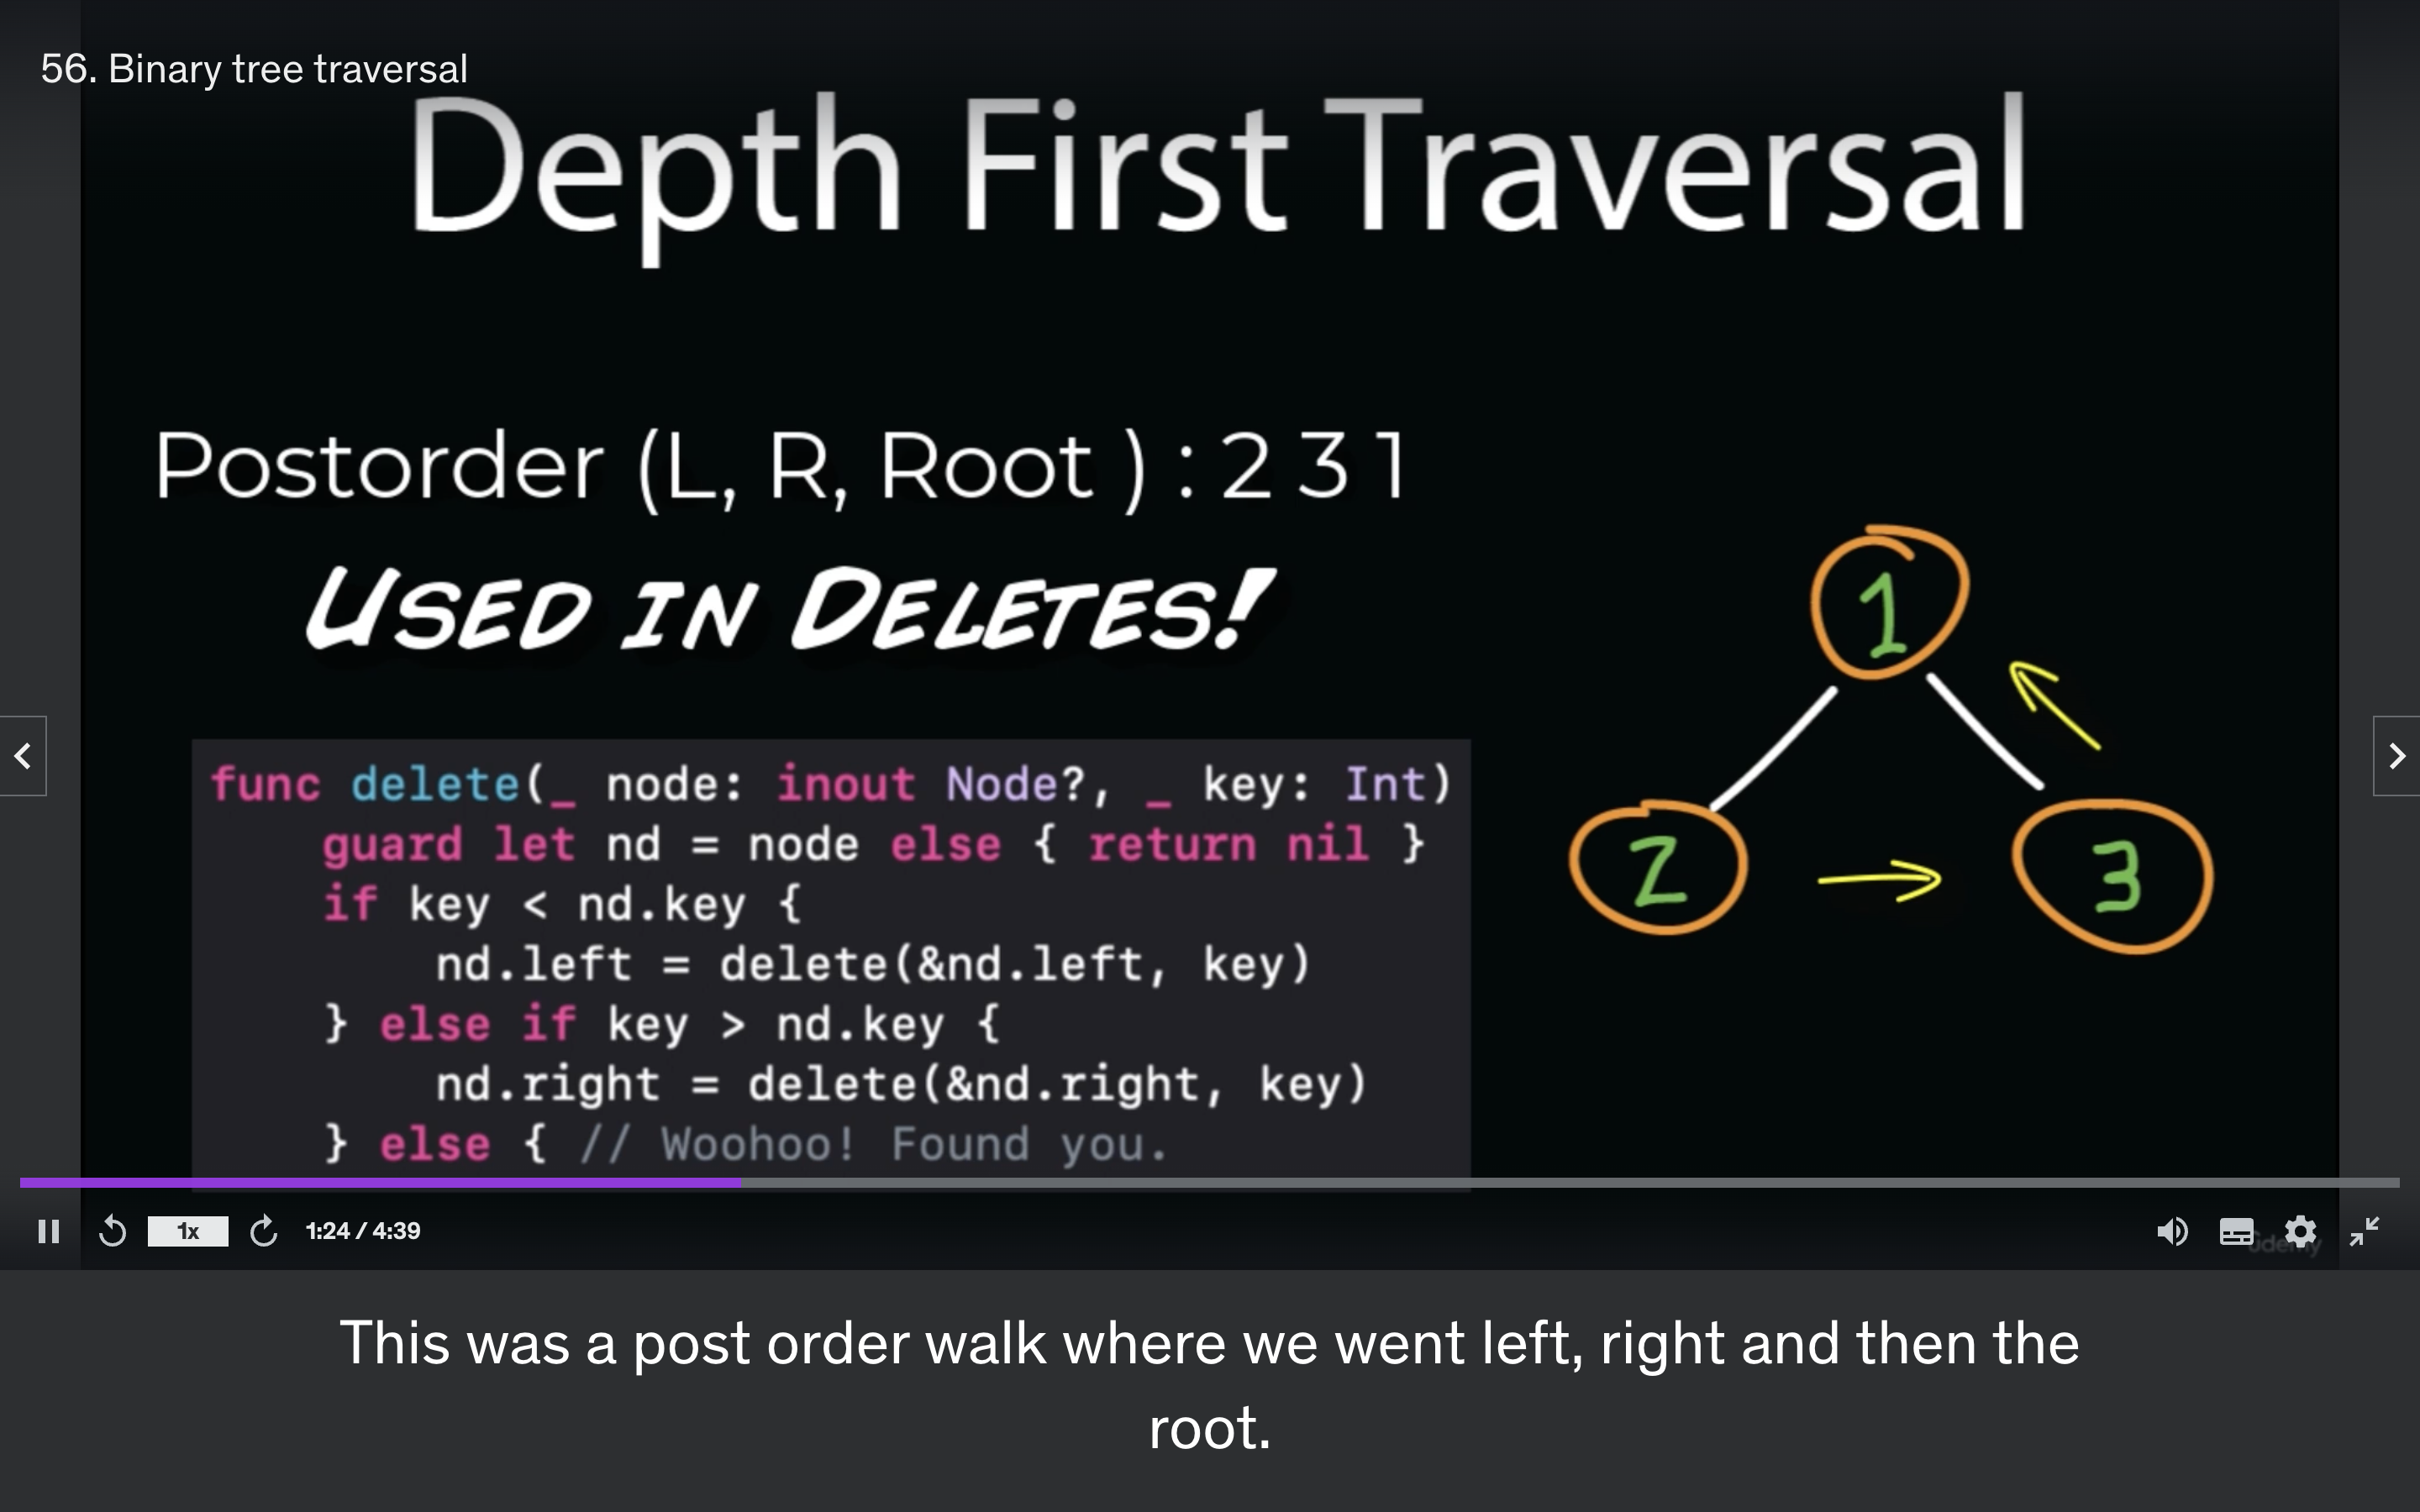 56. Binary tree traversal
Depth First Traversal
Postorder (L, R, Root ) : 2 3 1
USED IN DELETES!
func delete(_ node: inout Node?, _ key: Int)
guard let nd = node else { return nil }
if key < nd.key {
nd.left = delete(&nd.left, key)
} else if key > nd.key {
nd.right = delete(&nd.right, key)
} else { // Woohoo! Found you.
1
2
3
1x
1:24 / 4:39
udemy
This was a post order walk where we went left, right and then the
root.